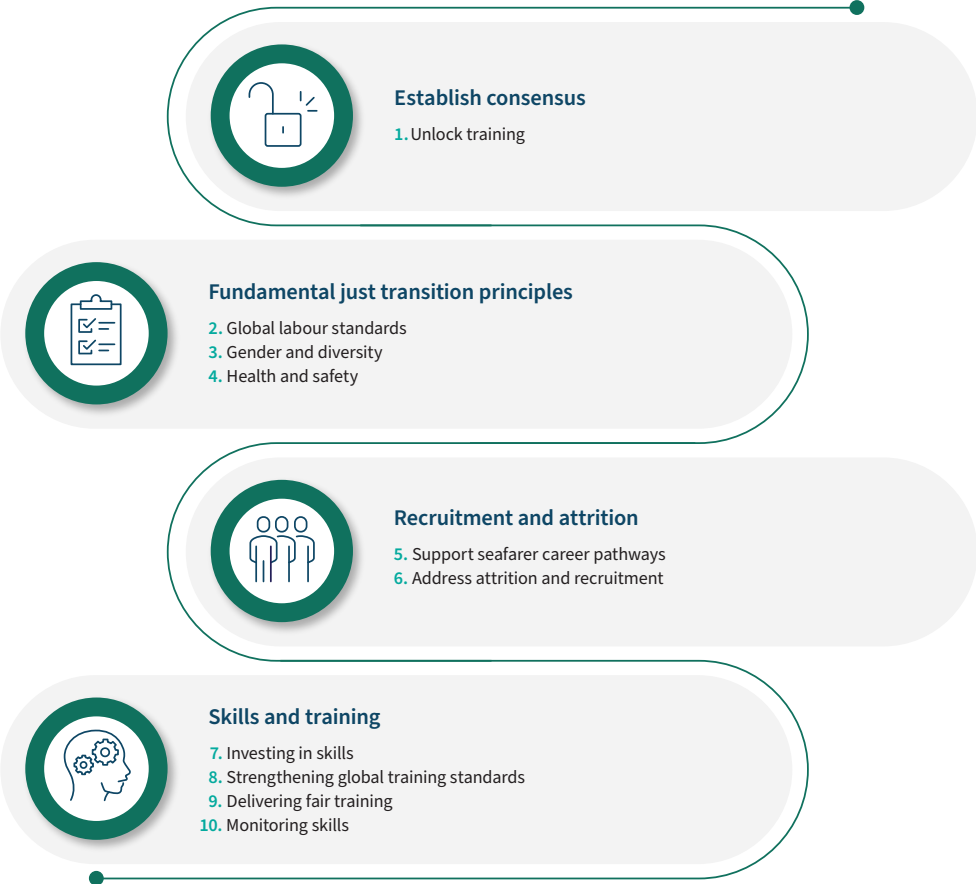 Establish consensus
1. Unlock training
Fundamental just transition principles
2. Global labour standards
3. Gender and diversity
4. Health and safety
Recruitment and attrition
5. Support seafarer career pathways
6. Address attrition and recruitment
Skills and training
7. Investing in skills
8. Strengthening global training standards
9. Delivering fair training
10. Monitoring skills